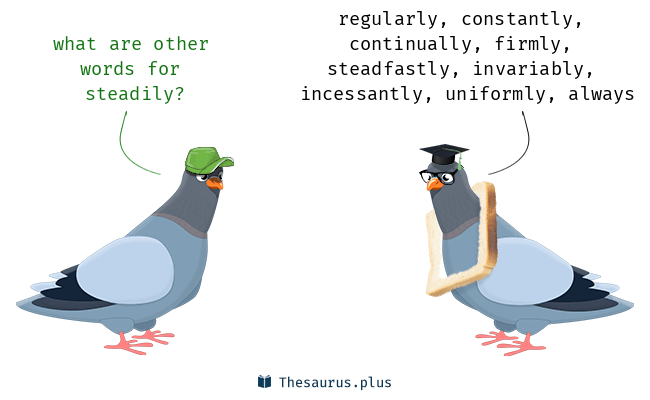 what are other
words for
steadily?
regularly, constantly,
continually, firmly,
steadfastly, invariably,
incessantly, uniformly, always
Thesaurus.plus